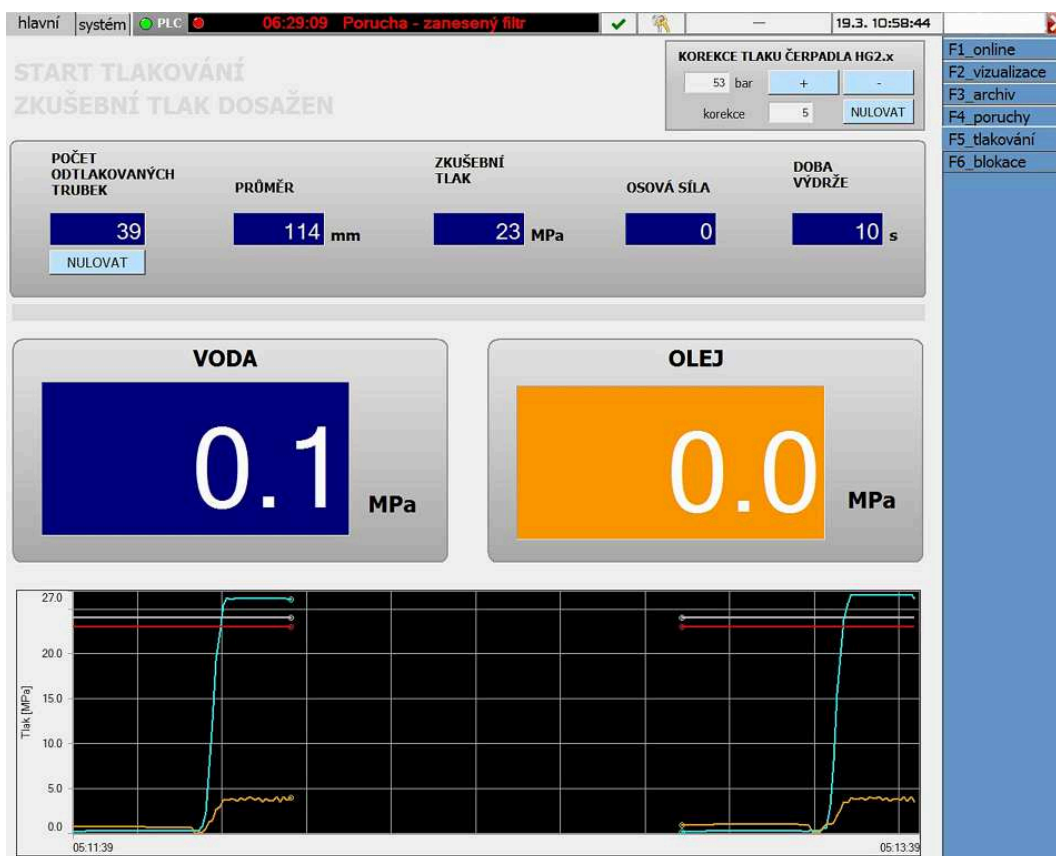 hlavní systém PLC 06:29:09 Porucha - zanesený filtr — 19.3. 10:58:44
START TLAKOVÁNÍ
ZKUŠEBNÍ TLAK DOSAŽEN
KOREKCE TLAKU ČERPADLA HG2.x
53 bar + -
korekce 5 NULOVAT
F1_online
F2_vizualizace
F3_archiv
F4_poruchy
F5_tlakování
F6_blokace
POČET
ODTLAKOVANÝCH
TRUBEK
39
NULOVAT
PRŮMĚR
114 mm
ZKUŠEBNÍ
TLAK
23 MPa
OSOVÁ SÍLA
0
DOBA
VÝDRŽE
10 s
VODA
0.1 MPa
OLEJ
0.0 MPa
Tlak [MPa]
27.0
20.0
15.0
10.0
5.0
0.0
05:11:39 05:13:39